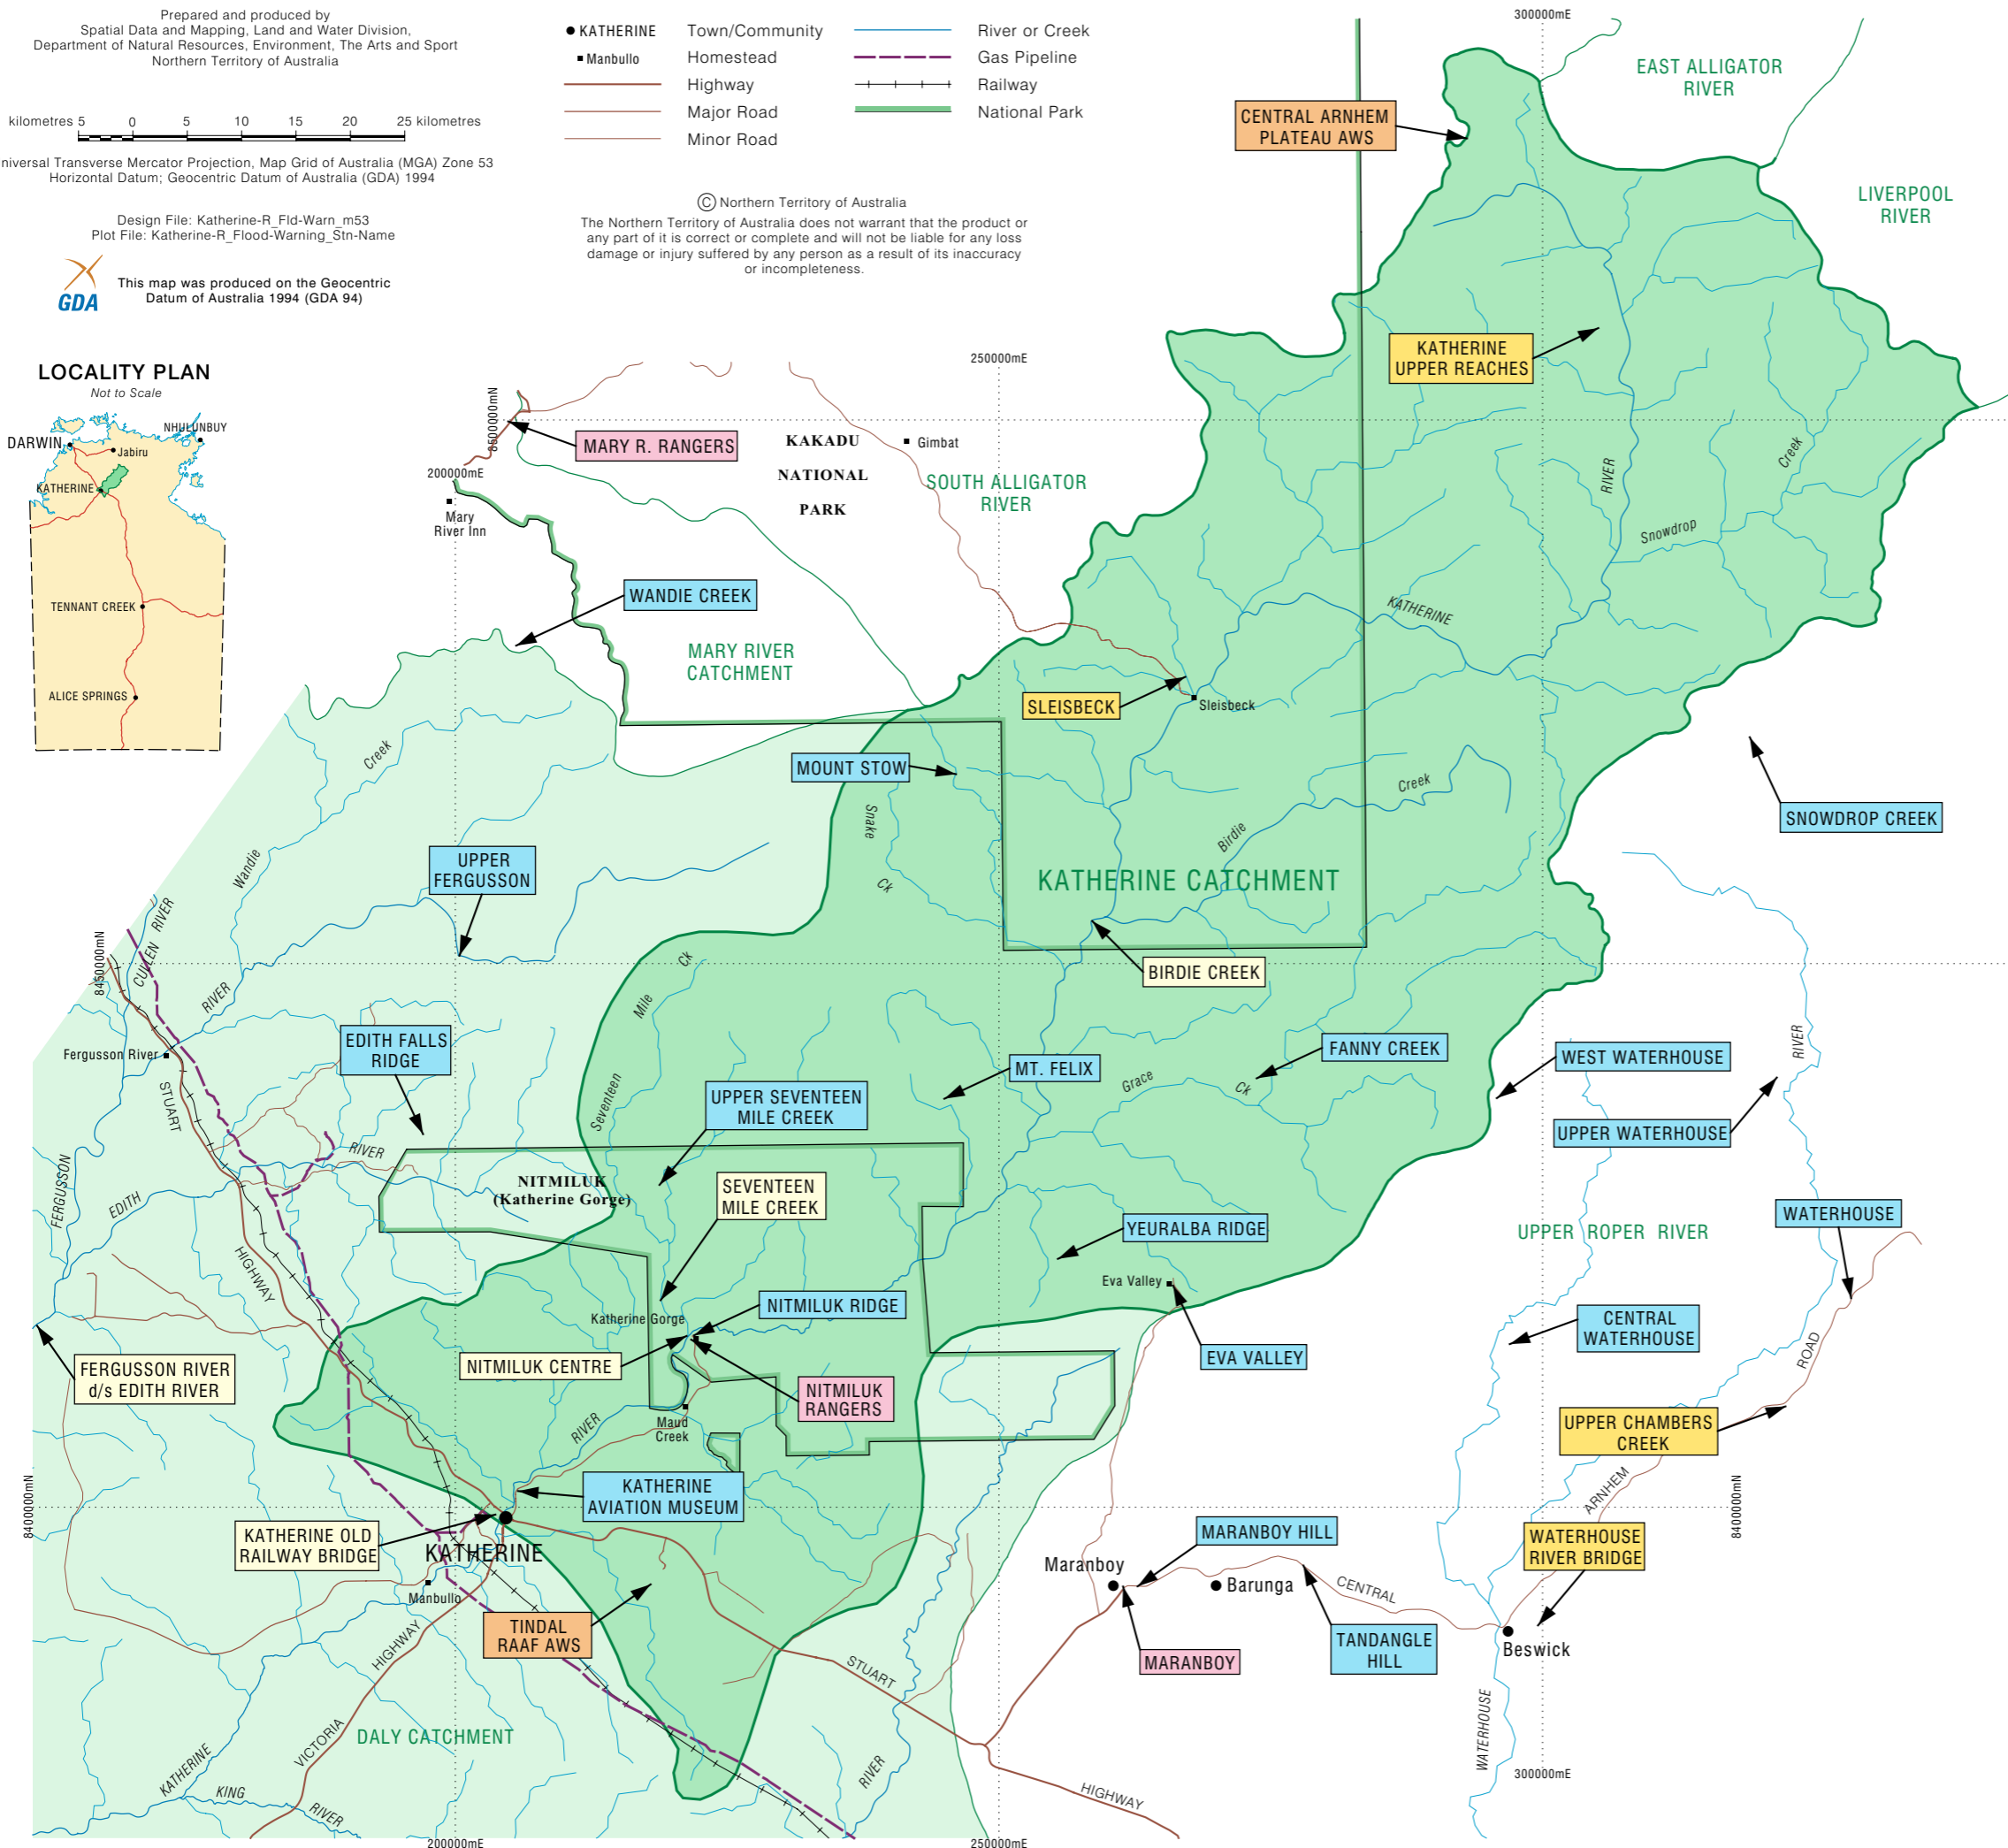 Prepared and produced by
Spatial Data and Mapping, Land and Water Division,
Department of Natural Resources, Environment, The Arts and Sport
Northern Territory of Australia
kilometres 5 0 5 10 15 20 25 kilometres
niversal Transverse Mercator Projection, Map Grid of Australia (MGA) Zone 53
Horizontal Datum; Geocentric Datum of Australia (GDA) 1994
Design File: Katherine-R_Fld-Warn_m53
Plot File: Katherine-R_Flood-Warning_Stn-Name
GDA
This map was produced on the Geocentric
Datum of Australia 1994 (GDA 94)
KATHERINE Town/Community
Manbullo Homestead
Highway
Major Road
Minor Road
River or Creek
Gas Pipeline
Railway
National Park
© Northern Territory of Australia
The Northern Territory of Australia does not warrant that the product or
any part of it is correct or complete and will not be liable for any loss
damage or injury suffered by any person as a result of its inaccuracy
or incompleteness.
LOCALITY PLAN
Not to Scale
DARWIN
NHULUNBUY
Jabiru
KATHERINE
TENNANT CREEK
ALICE SPRINGS
300000mE
EAST ALLIGATOR
RIVER
CENTRAL ARNHEM
PLATEAU AWS
LIVERPOOL
RIVER
KATHERINE
UPPER REACHES
250000mE
8500000mN
MARY R. RANGERS
200000mE
Mary
River Inn
KAKADU
NATIONAL
PARK
Gimbat
SOUTH ALLIGATOR
RIVER
RIVER
Creek
Snowdrop
WANDIE CREEK
KATHERINE
MARY RIVER
CATCHMENT
SLEISBECK
Sleisbeck
Creek
MOUNT STOW
Creek
SNOWDROP CREEK
Snake
Birdie
Wandie
UPPER
FERGUSSON
Ck
KATHERINE CATCHMENT
CULLEN RIVER
8450000mN
RIVER
Ck
BIRDIE CREEK
Mile
EDITH FALLS
RIDGE
Fergusson River
FANNY CREEK
WEST WATERHOUSE
RIVER
MT. FELIX
Grace
Ck
STUART
Seventeen
UPPER SEVENTEEN
MILE CREEK
UPPER WATERHOUSE
RIVER
NITMILUK
(Katherine Gorge)
SEVENTEEN
MILE CREEK
FERGUSSON
EDITH
YEURALBA RIDGE
UPPER ROPER RIVER
WATERHOUSE
HIGHWAY
Eva Valley
NITMILUK RIDGE
Katherine Gorge
CENTRAL
WATERHOUSE
FERGUSSON RIVER
d/s EDITH RIVER
NITMILUK CENTRE
EVA VALLEY
ROAD
NITMILUK
RANGERS
Maud
Creek
RIVER
UPPER CHAMBERS
CREEK
8400000mN
KATHERINE
AVIATION MUSEUM
ARNHEM
8400000mN
KATHERINE OLD
RAILWAY BRIDGE
KATHERINE
MARANBOY HILL
WATERHOUSE
RIVER BRIDGE
Maranboy
Barunga
CENTRAL
Manbullo
TINDAL
RAAF AWS
HIGHWAY
STUART
MARANBOY
TANDANGLE
HILL
Beswick
WATERHOUSE
DALY CATCHMENT
VICTORIA
KATHERINE
KING
RIVER
RIVER
HIGHWAY
300000mE
200000mE
250000mE